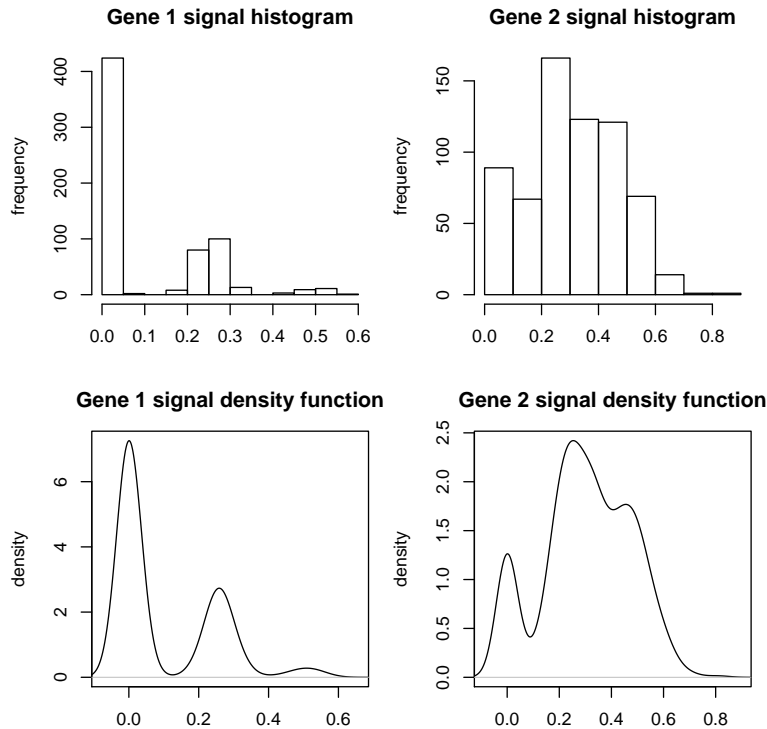 Gene 1 signal histogram
frequency
0
100
200
300
400
0.0 0.1 0.2 0.3 0.4 0.5 0.6
Gene 2 signal histogram
frequency
0
50
100
150
0.0 0.2 0.4 0.6 0.8
Gene 1 signal density function
density
0
2
4
6
0.0 0.2 0.4 0.6
Gene 2 signal density function
density
0.0
0.5
1.0
1.5
2.0
2.5
0.0 0.2 0.4 0.6 0.8